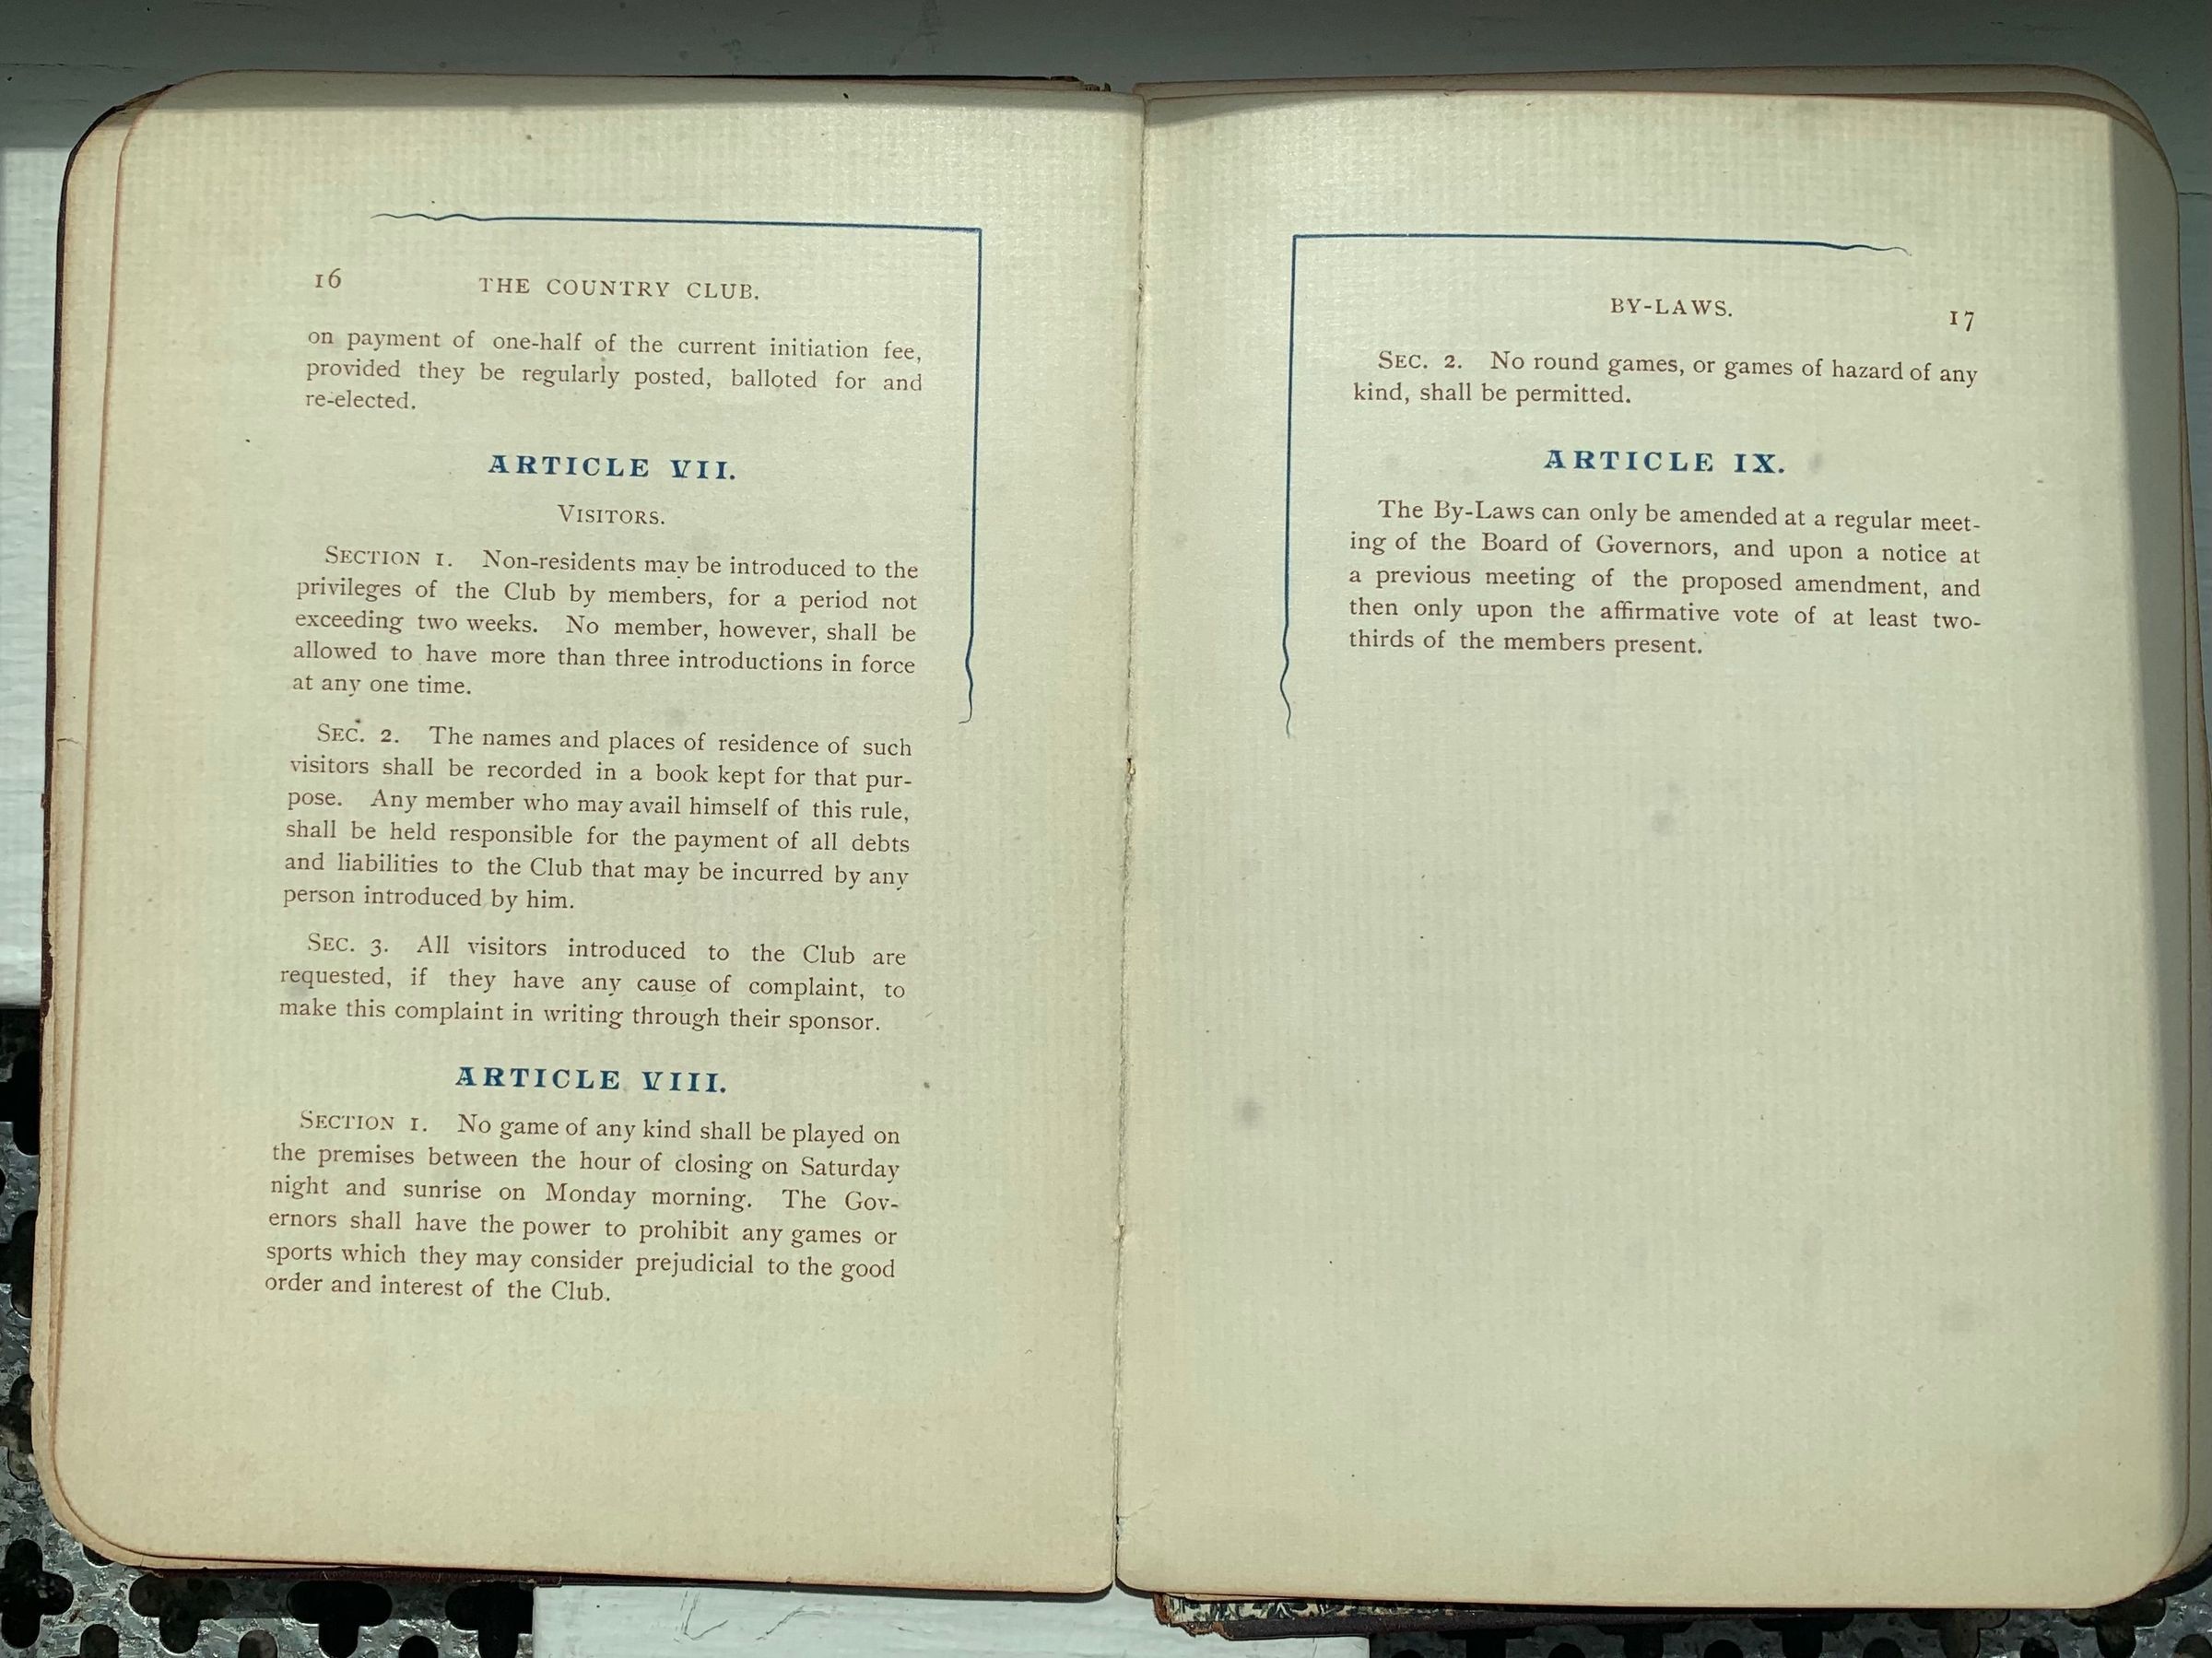 16 THE COUNTRY CLUB.
on payment of one-half of the current initiation fee,
provided they be regularly posted, balloted for and
re-elected.
ARTICLE VII.
VISITORS.
SECTION 1. Non-residents may be introduced to the
privileges of the Club by members, for a period not
exceeding two weeks. No member, however, shall be
allowed to have more than three introductions in force
at any one time.
SEC. 2. The names and places of residence of such
visitors shall be recorded in a book kept for that pur-
pose. Any member who may avail himself of this rule,
shall be held responsible for the payment of all debts
and liabilities to the Club that may be incurred by any
person introduced by him.
SEC. 3. All visitors introduced to the Club are
requested, if they have any cause of complaint, to
make this complaint in writing through their sponsor.
ARTICLE VIII.
SECTION 1. No game of any kind shall be played on
the premises between the hour of closing on Saturday
night and sunrise on Monday morning. The Gov-
ernors shall have the power to prohibit any games or
sports which they may consider prejudicial to the good
order and interest of the Club.
BY-LAWS. 17
SEC. 2. No round games, or games of hazard of any
kind, shall be permitted.
ARTICLE IX.
The By-Laws can only be amended at a regular meet-
ing of the Board of Governors, and upon a notice at
a previous meeting of the proposed amendment, and
then only upon the affirmative vote of at least two-
thirds of the members present.